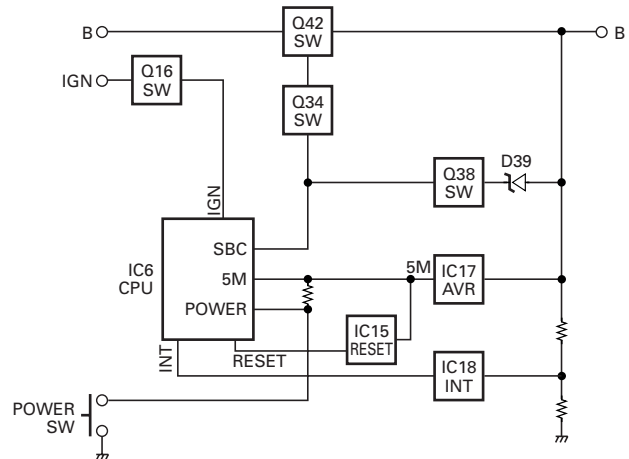 B
Q42
SW
B
IGN
Q16
SW
Q34
SW
D39
Q38
SW
IGN
SBC
IC6
CPU
5M
5M
IC17
AVR
POWER
IC15
RESET
INT
RESET
IC18
INT
POWER
SW